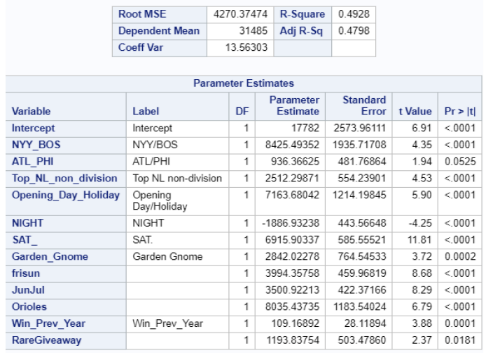 Root MSE 4270.37474 R-Square 0.4928
Dependent Mean 31485 Adj R-Sq 0.4798
Coeff Var 13.56303
Parameter Estimates
Variable Label DF Parameter Estimate Standard Error t Value Pr > |t|
Intercept Intercept 1 17782 2573.96111 6.91 <.0001
NYY_BOS NYY/BOS 1 8425.49352 1935.71708 4.35 <.0001
ATL_PHI ATL/PHI 1 936.36625 481.76864 1.94 0.0525
Top_NL_non_division Top NL non-division 1 2512.29871 554.23901 4.53 <.0001
Opening_Day_Holiday Opening Day/Holiday 1 7163.68042 1214.19845 5.90 <.0001
NIGHT NIGHT 1 -1886.93238 443.56648 -4.25 <.0001
SAT_ SAT. 1 6915.90337 585.55521 11.81 <.0001
Garden_Gnome Garden Gnome 1 2842.02278 764.54533 3.72 0.0002
frisun 1 3994.35758 459.96819 8.68 <.0001
JunJul 1 3500.92213 422.37166 8.29 <.0001
Orioles 1 8035.43735 1183.54024 6.79 <.0001
Win_Prev_Year Win_Prev_Year 1 109.16892 28.11894 3.88 0.0001
RareGiveaway 1 1193.83754 503.47860 2.37 0.0181